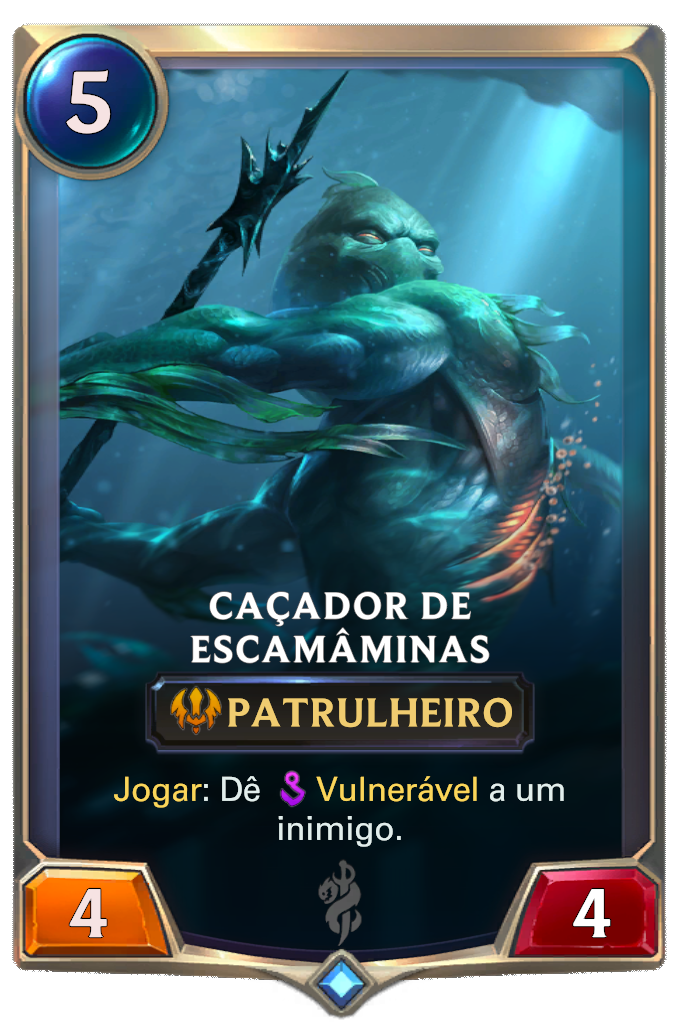 5
CAÇADOR DE
ESCAMÂMINAS
PATRULHEIRO
Jogar: Dê Vulnerável a um
inimigo.
4
4